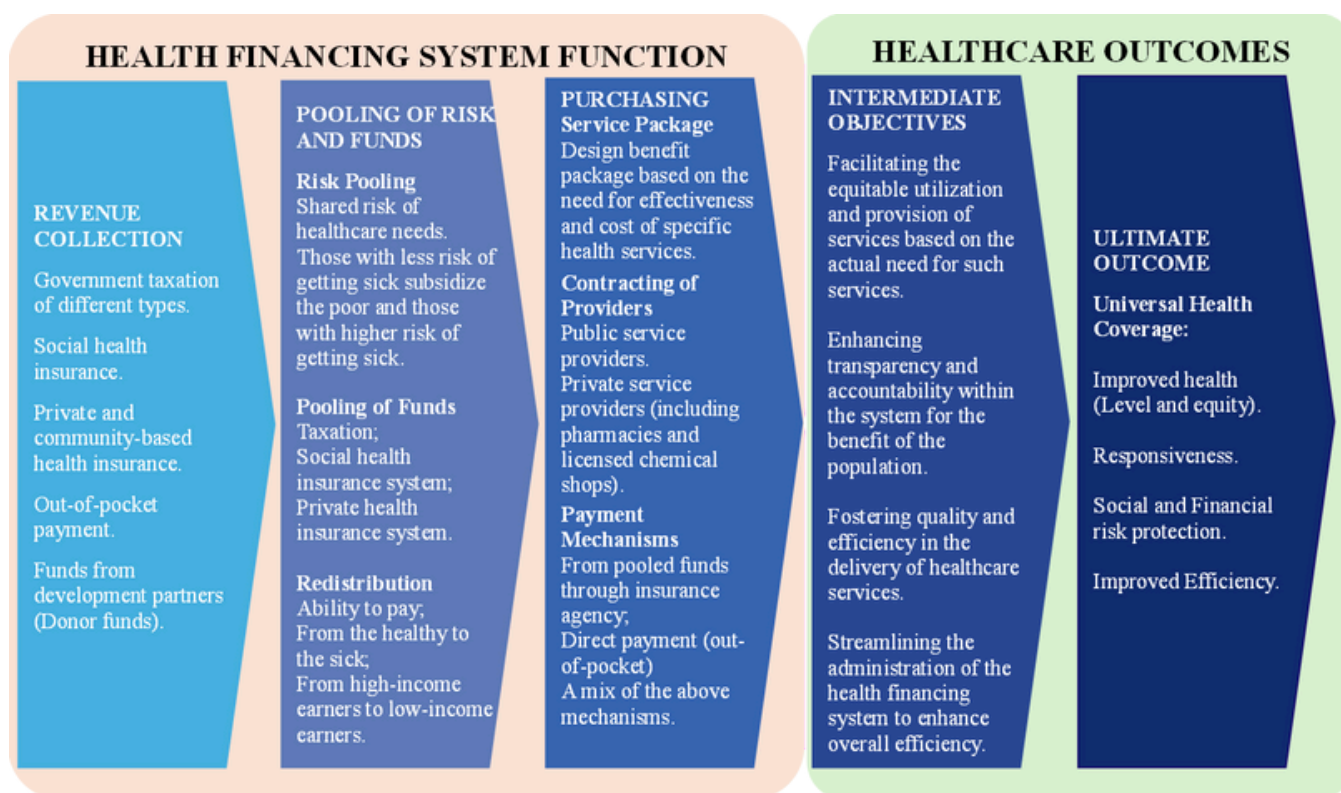 HEALTH FINANCING SYSTEM FUNCTION
REVENUE
COLLECTION
Government taxation
of different types.
Social health
insurance.
Private and
community-based
health insurance.
Out-of-pocket
payment.
Funds from
development partners
(Donor funds).
POOLING OF RISK
AND FUNDS
Risk Pooling
Shared risk of
healthcare needs.
Those with less risk of
getting sick subsidize
the poor and those
with higher risk of
getting sick.
Pooling of Funds
Taxation;
Social health
insurance system;
Private health
insurance system.
Redistribution
Ability to pay;
From the healthy to
the sick;
From high-income
earners to low-income
earners.
PURCHASING
Service Package
Design benefit
package based on the
need for effectiveness
and cost of specific
health services.
Contracting of
Providers
Public service
providers.
Private service
providers (including
pharmacies and
licensed chemical
shops).
Payment
Mechanisms
From pooled funds
through insurance
agency;
Direct payment (out-
of-pocket)
A mix of the above
mechanisms.
HEALTHCARE OUTCOMES
INTERMEDIATE
OBJECTIVES
Facilitating the
equitable utilization
and provision of
services based on the
actual need for such
services.
Enhancing
transparency and
accountability within
the system for the
benefit of the
population.
Fostering quality and
efficiency in the
delivery of healthcare
services.
Streamlining the
administration of the
health financing
system to enhance
overall efficiency.
ULTIMATE
OUTCOME
Universal Health
Coverage:
Improved health
(Level and equity).
Responsiveness.
Social and Financial
risk protection.
Improved Efficiency.